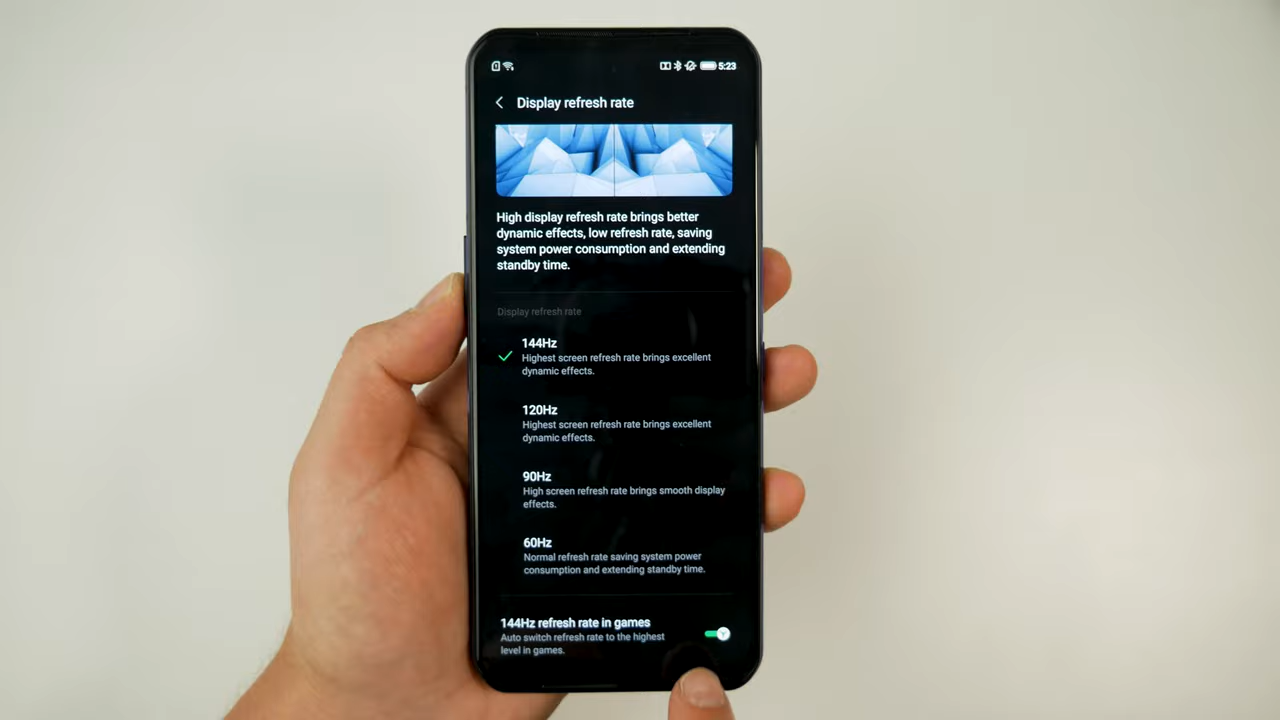 5:23
Display refresh rate
High display refresh rate brings better
dynamic effects, low refresh rate, saving
system power consumption and extending
standby time.
Display refresh rate
144Hz
Highest screen refresh rate brings excellent
dynamic effects.
120Hz
Highest screen refresh rate brings excellent
dynamic effects.
90Hz
High screen refresh rate brings smooth display
effects.
60Hz
Normal refresh rate saving system power
consumption and extending standby time.
144Hz refresh rate in games
Auto switch refresh rate to the highest
level in games.